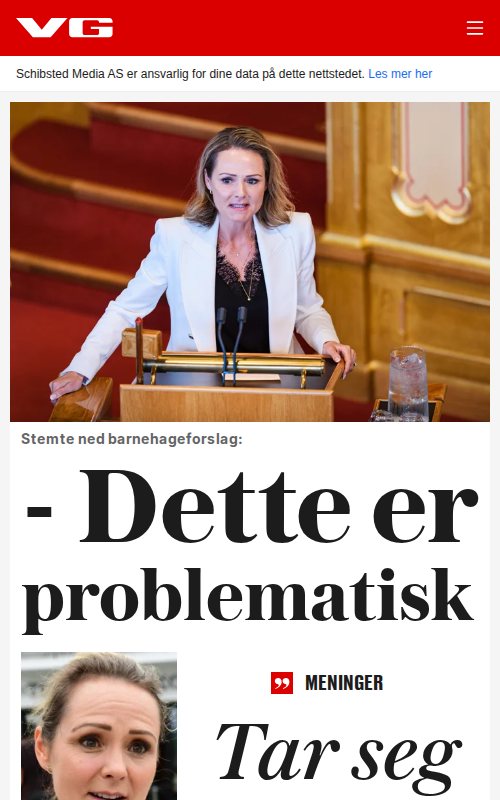 VG
Schibsted Media AS er ansvarlig for dine data på dette nettstedet. Les mer her
Stemte ned barnehageforslag:
- Dette er
problematisk
MENINGER
Tar seg